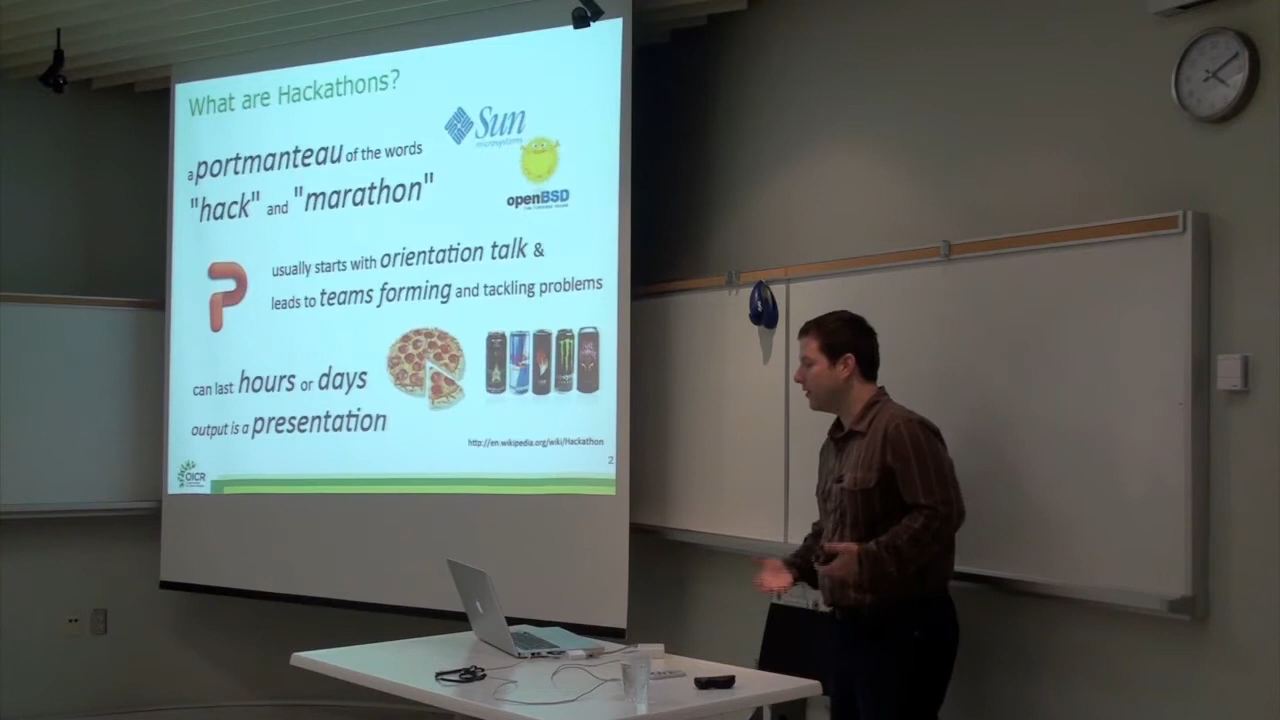 What are Hackathons?
Sun
microsystems
a portmanteau of the words
"hack" and "marathon"
openBSD
usually starts with orientation talk &
leads to teams forming and tackling problems
can last hours or days
output is a presentation
http://en.wikipedia.org/wiki/Hackathon
2
OICR